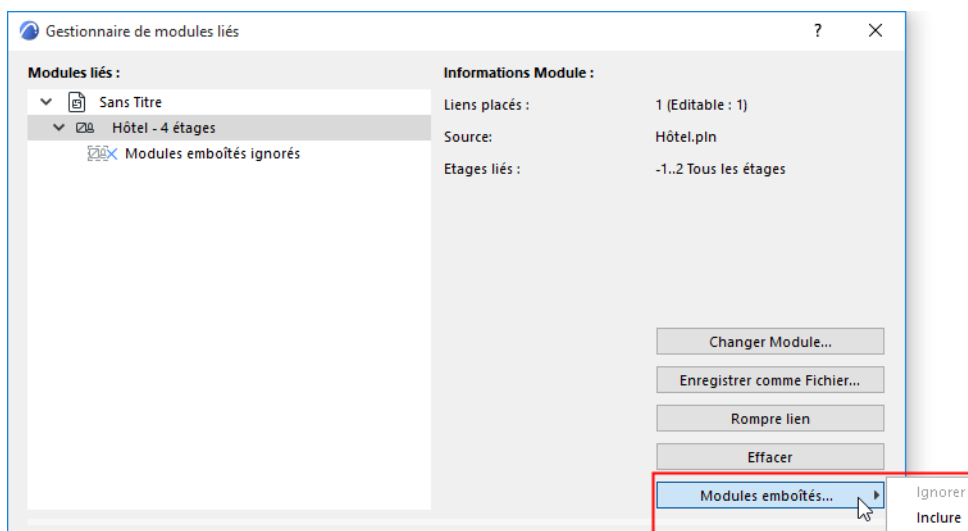 Gestionnaire de modules liés
?
Modules liés :
Sans Titre
Hôtel - 4 étages
Modules emboîtés ignorés
Informations Module :
Liens placés : 1 (Editable : 1)
Source: Hôtel.pln
Etages liés : -1..2 Tous les étages
Changer Module...
Enregistrer comme Fichier...
Rompre lien
Effacer
Modules emboîtés...
Ignorer
Inclure